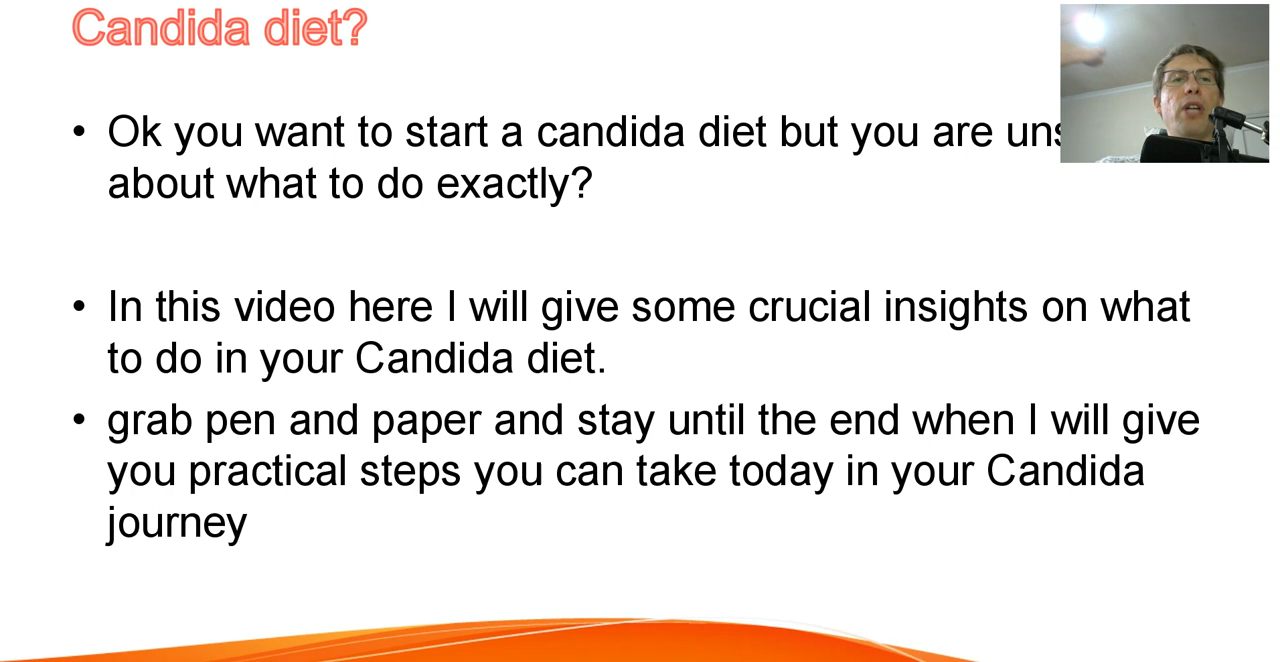 Candida diet?
• Ok you want to start a candida diet but you are
about what to do exactly?
• In this video here I will give some crucial insights on what
to do in your Candida diet.
• grab pen and paper and stay until the end when I will give
you practical steps you can take today in your Candida
journey